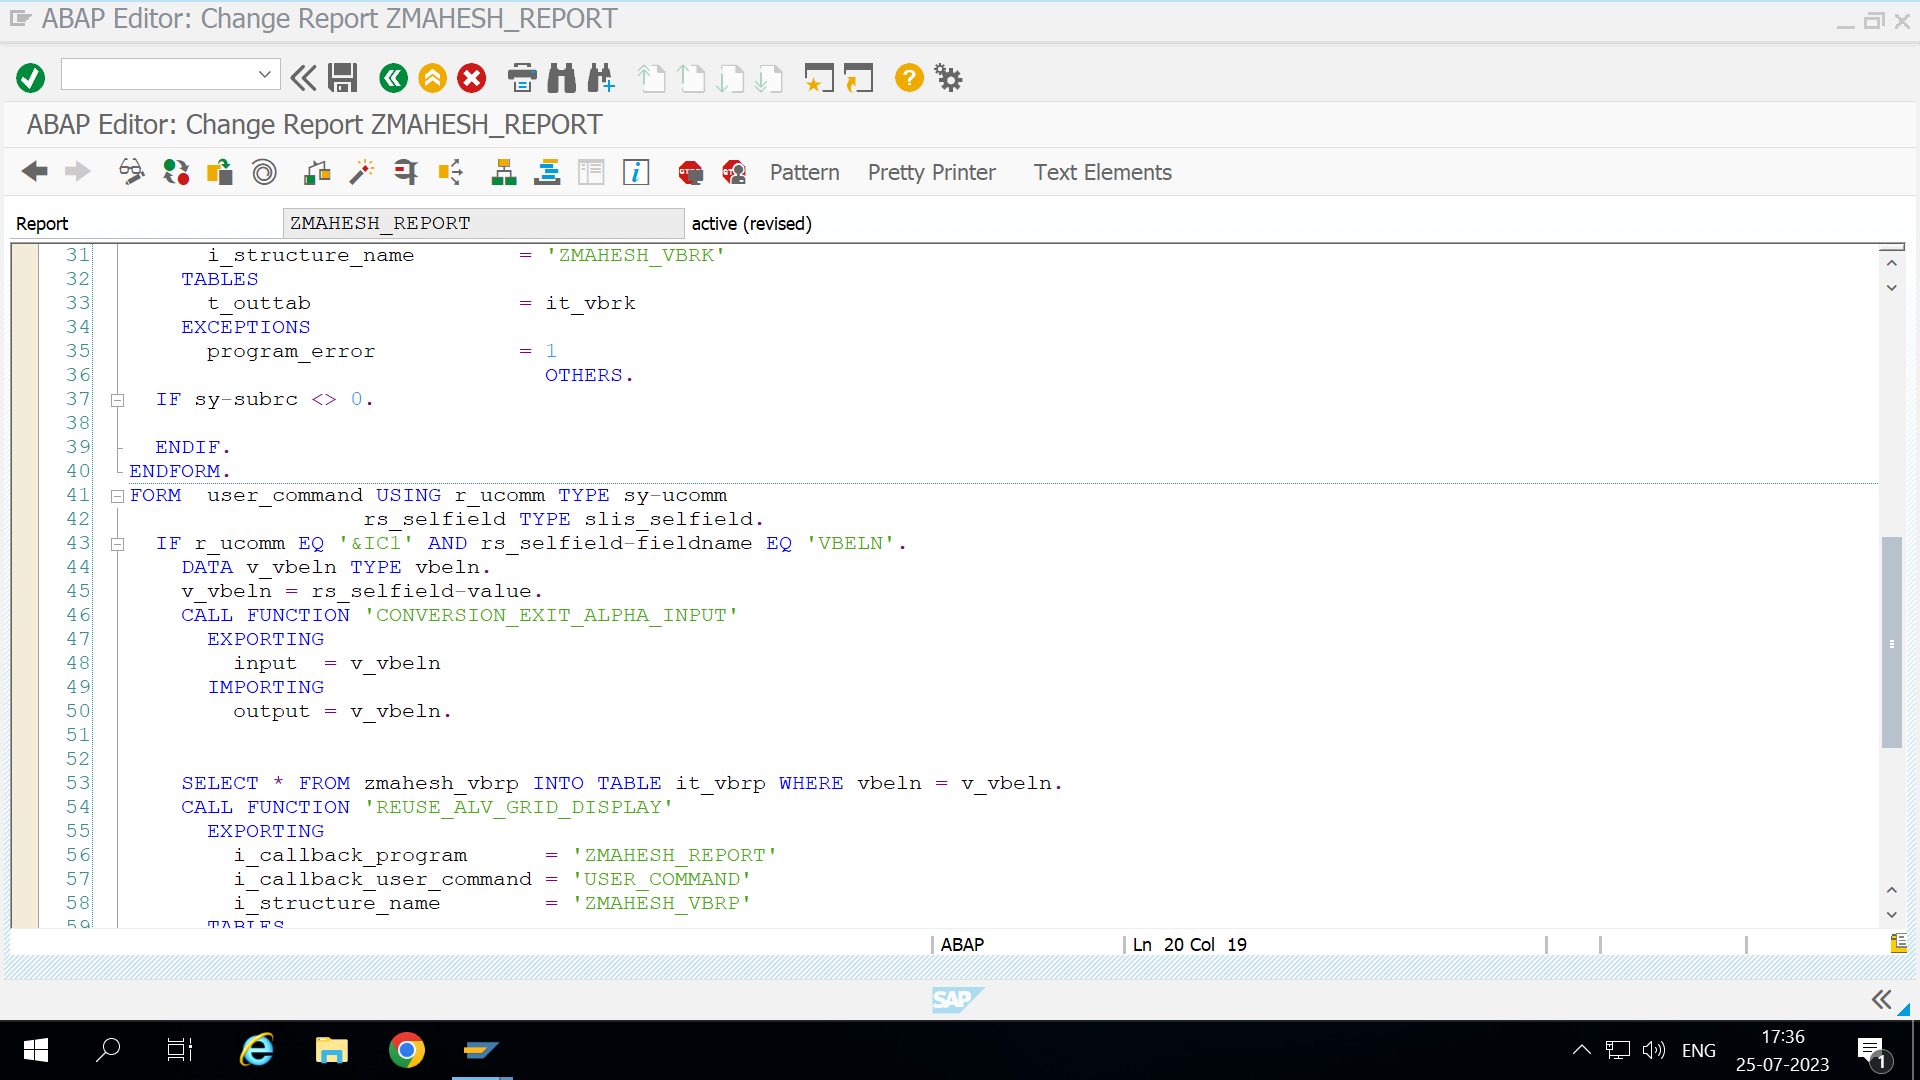 ABAP Editor: Change Report ZMAHESH_REPORT
ABAP Editor: Change Report ZMAHESH_REPORT
Pattern Pretty Printer Text Elements
Report ZMAHESH_REPORT active (revised)
31 i_structure_name = 'ZMAHESH_VBRK'
32 TABLES
33 t_outtab = it_vbrk
34 EXCEPTIONS
35 program_error = 1
36 OTHERS.
37 IF sy-subrc <> 0.
38
39 ENDIF.
40 ENDFORM.
41 FORM user_command USING r_ucomm TYPE sy-ucomm
42 rs_selfield TYPE slis_selfield.
43 IF r_ucomm EQ '&IC1' AND rs_selfield-fieldname EQ 'VBELN'.
44 DATA v_vbeln TYPE vbeln.
45 v_vbeln = rs_selfield-value.
46 CALL FUNCTION 'CONVERSION_EXIT_ALPHA_INPUT'
47 EXPORTING
48 input = v_vbeln
49 IMPORTING
50 output = v_vbeln.
51
52
53 SELECT * FROM zmahesh_vbrp INTO TABLE it_vbrp WHERE vbeln = v_vbeln.
54 CALL FUNCTION 'REUSE_ALV_GRID_DISPLAY'
55 EXPORTING
56 i_callback_program = 'ZMAHESH_REPORT'
57 i_callback_user_command = 'USER_COMMAND'
58 i_structure_name = 'ZMAHESH_VBRP'
59 TABLES
ABAP Ln 20 Col 19
SAP
ENG 17:36
25-07-2023 1